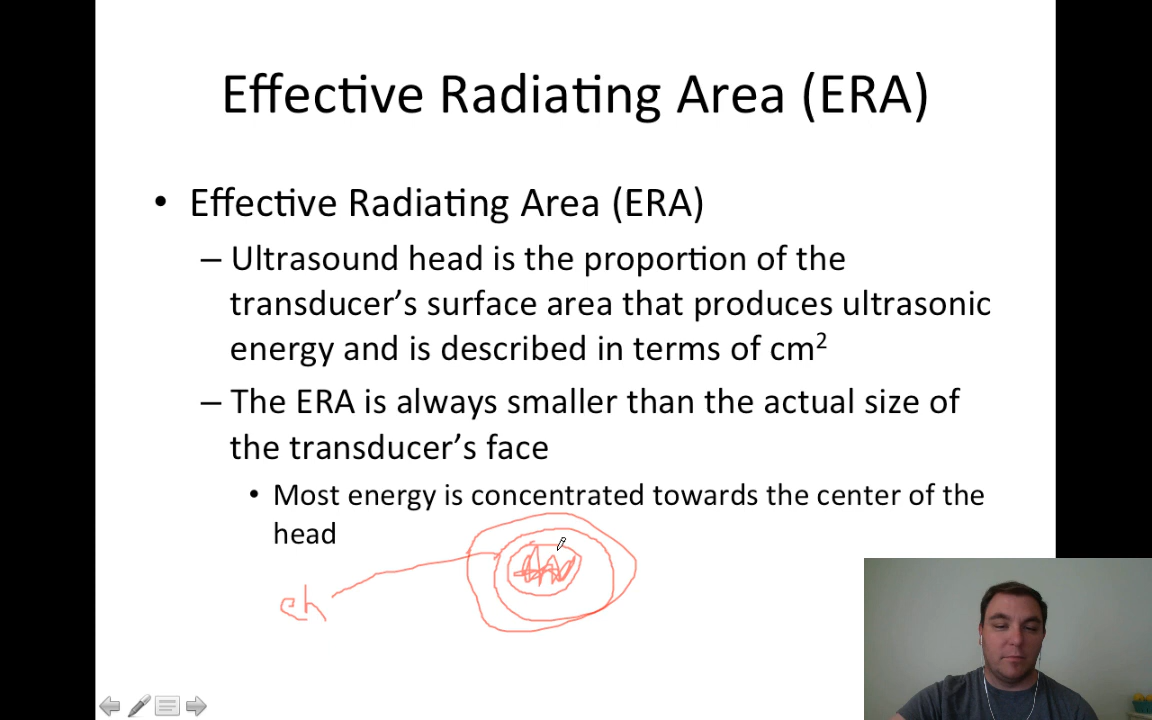 Effective Radiating Area (ERA)
• Effective Radiating Area (ERA)
– Ultrasound head is the proportion of the
transducer’s surface area that produces ultrasonic
energy and is described in terms of cm²
– The ERA is always smaller than the actual size of
the transducer’s face
• Most energy is concentrated towards the center of the
head
eh